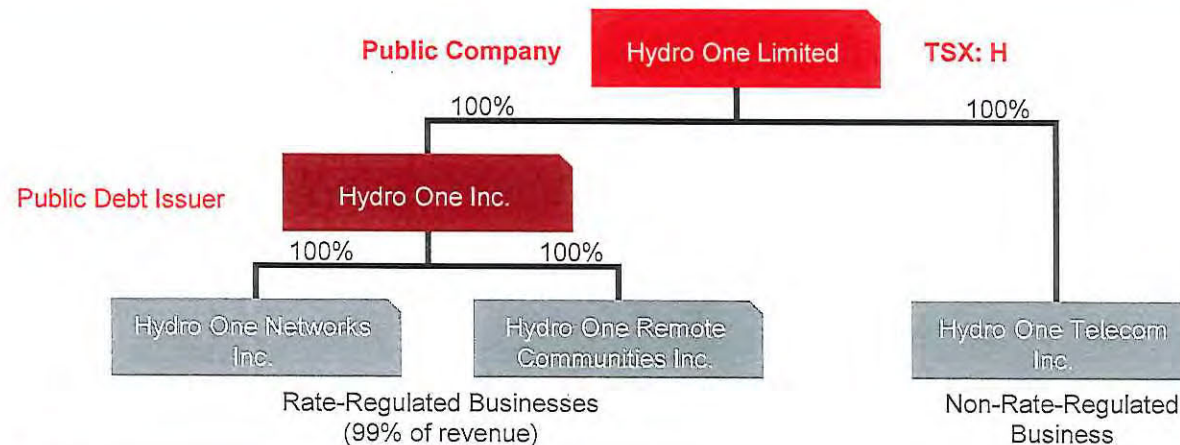 Public Company
Hydro One Limited
TSX: H
100%
100%
Public Debt Issuer
Hydro One Inc.
100%
100%
Hydro One Networks
Inc.
Hydro One Remote
Communities Inc.
Hydro One Telecom
Inc.
Rate-Regulated Businesses
(99% of revenue)
Non-Rate-Regulated
Business